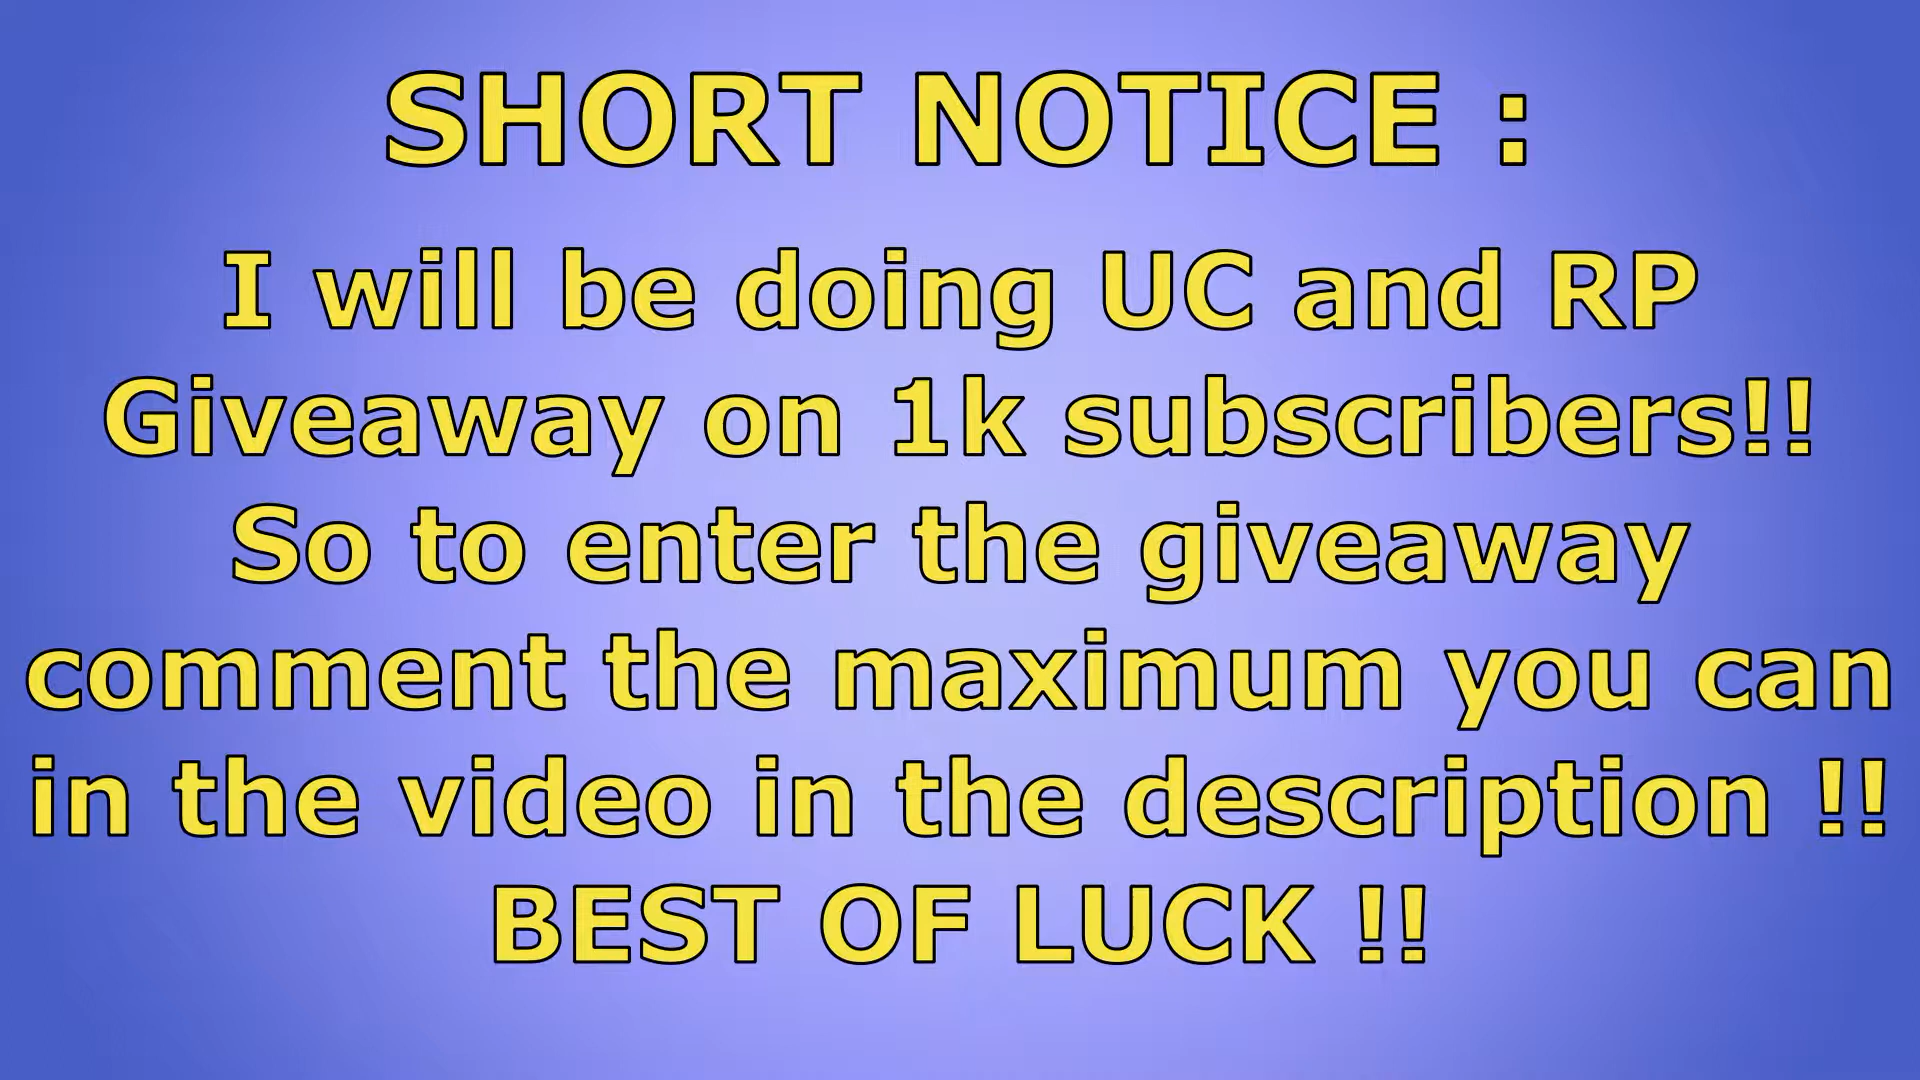 SHORT NOTICE :
I will be doing UC and RP
Giveaway on 1k subscribers!!
So to enter the giveaway
comment the maximum you can
in the video in the description !!
BEST OF LUCK !!